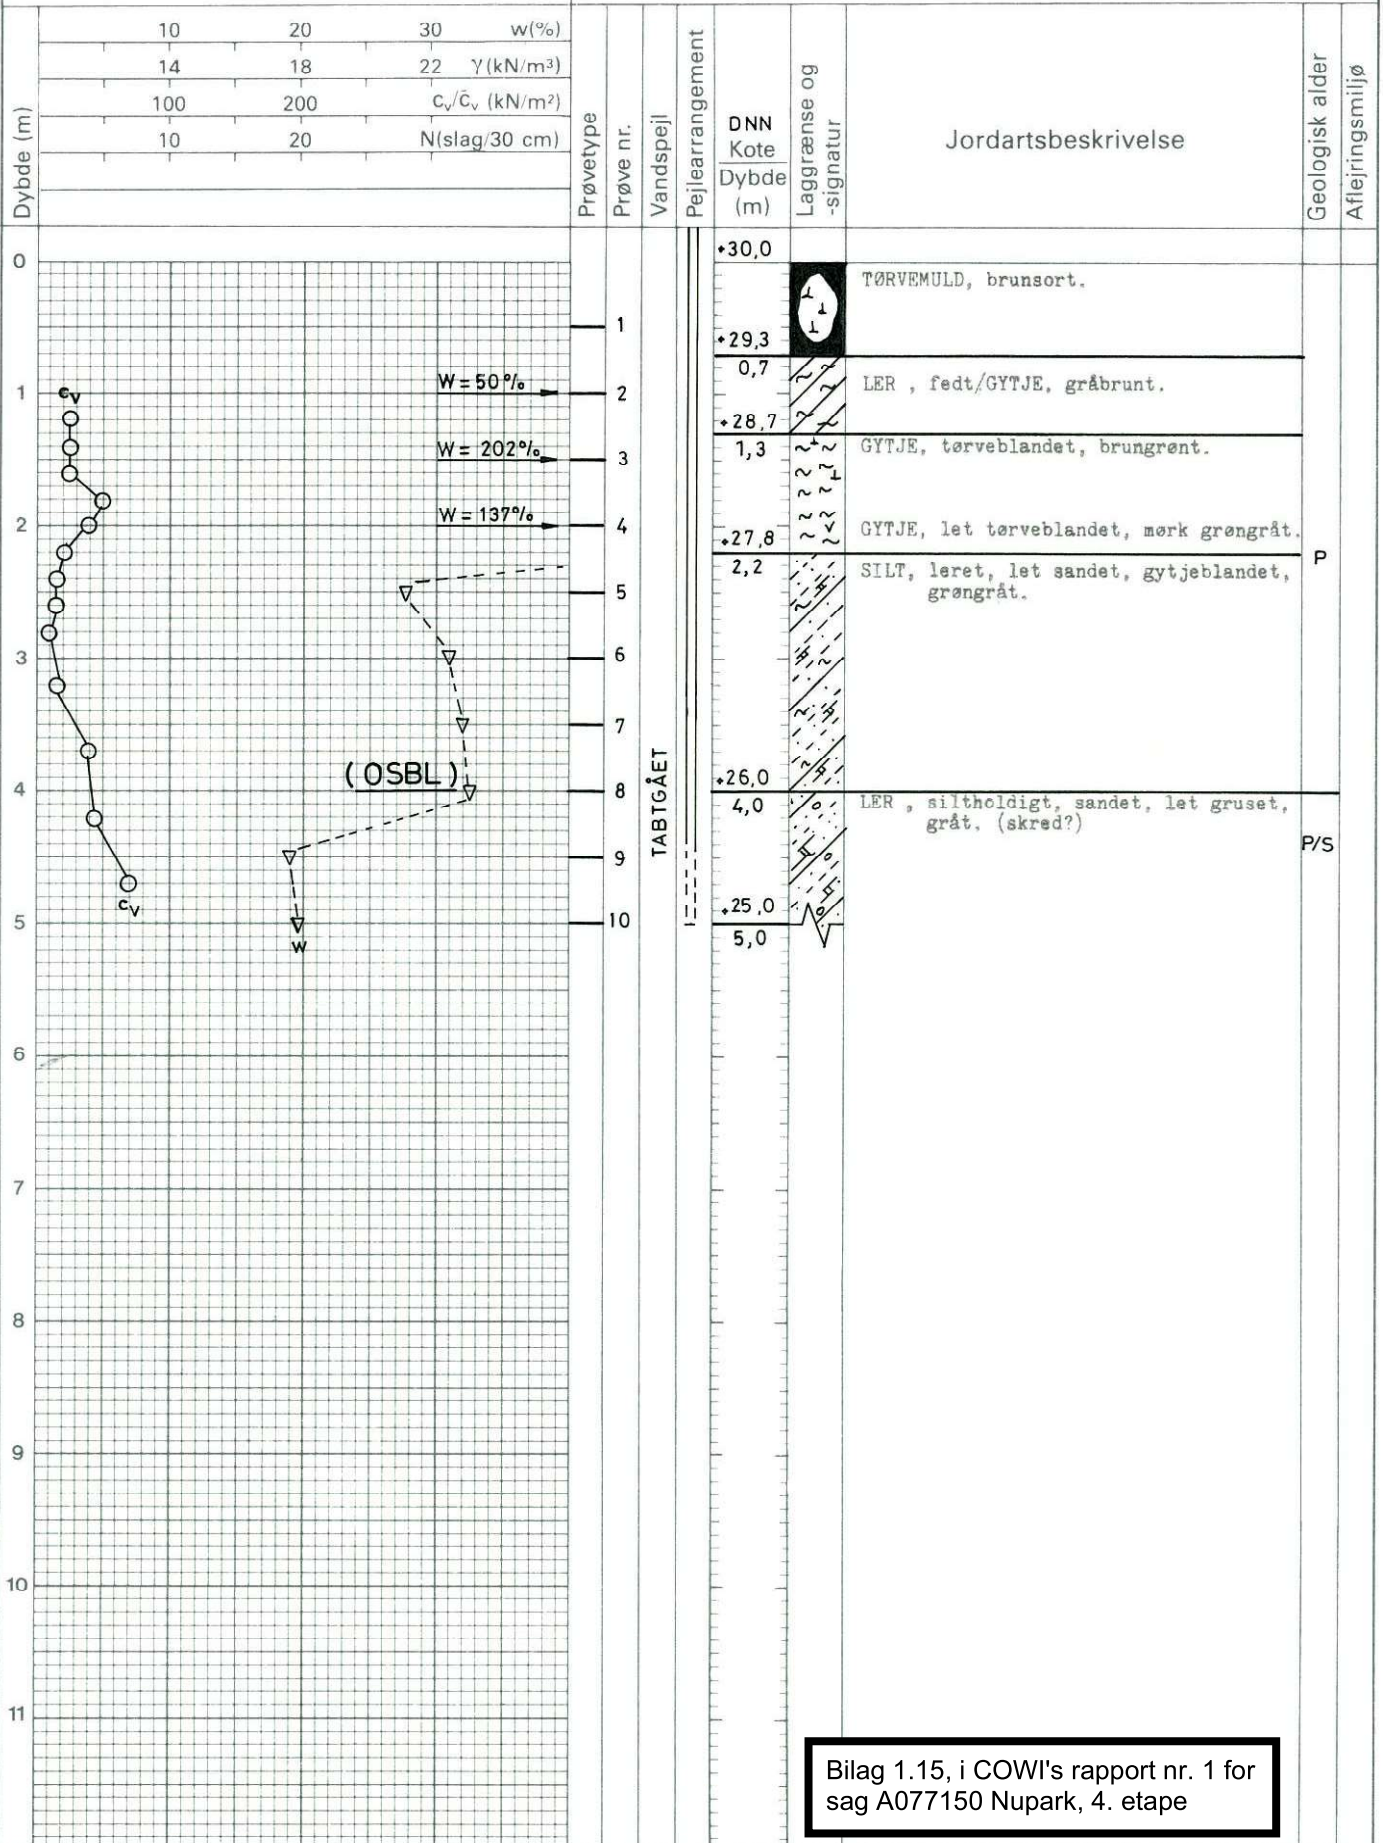 10 20 30 w(%)
14 18 22 γ(kN/m³)
100 200 c_v/c̄_v (kN/m²)
10 20 N(slag/30 cm)
Dybde (m)
Prøvetype
Prøve nr.
Vandspejl
Pejlearrangement
DNN
Kote
Dybde
(m)
Laggrænse og
-signatur
Jordartsbeskrivelse
Geologisk alder
Aflejringsmiljø
+30,0
0
TØRVEMULD, brunsort.
1
+29,3
0,7
W=50%
LER , fedt/GYTJE, gråbrunt.
1
c_v
2
+28,7
1,3
GYTJE, tørveblandet, brungrønt.
W= 202%
3
W=137%
2
4
GYTJE, let tørveblandet, mørk grøngråt.
+27,8
P
2,2
SILT, leret, let sandet, gytjeblandet,
grøngråt.
5
3
6
7
(OSBL)
TABTGÅET
+26,0
4
8
4,0
LER , siltholdigt, sandet, let gruset,
gråt. (skred?)
P/S
9
c_v
+25,0
5
10
5,0
w
6
7
8
9
10
11
Bilag 1.15, i COWI's rapport nr. 1 for
sag A077150 Nupark, 4. etape